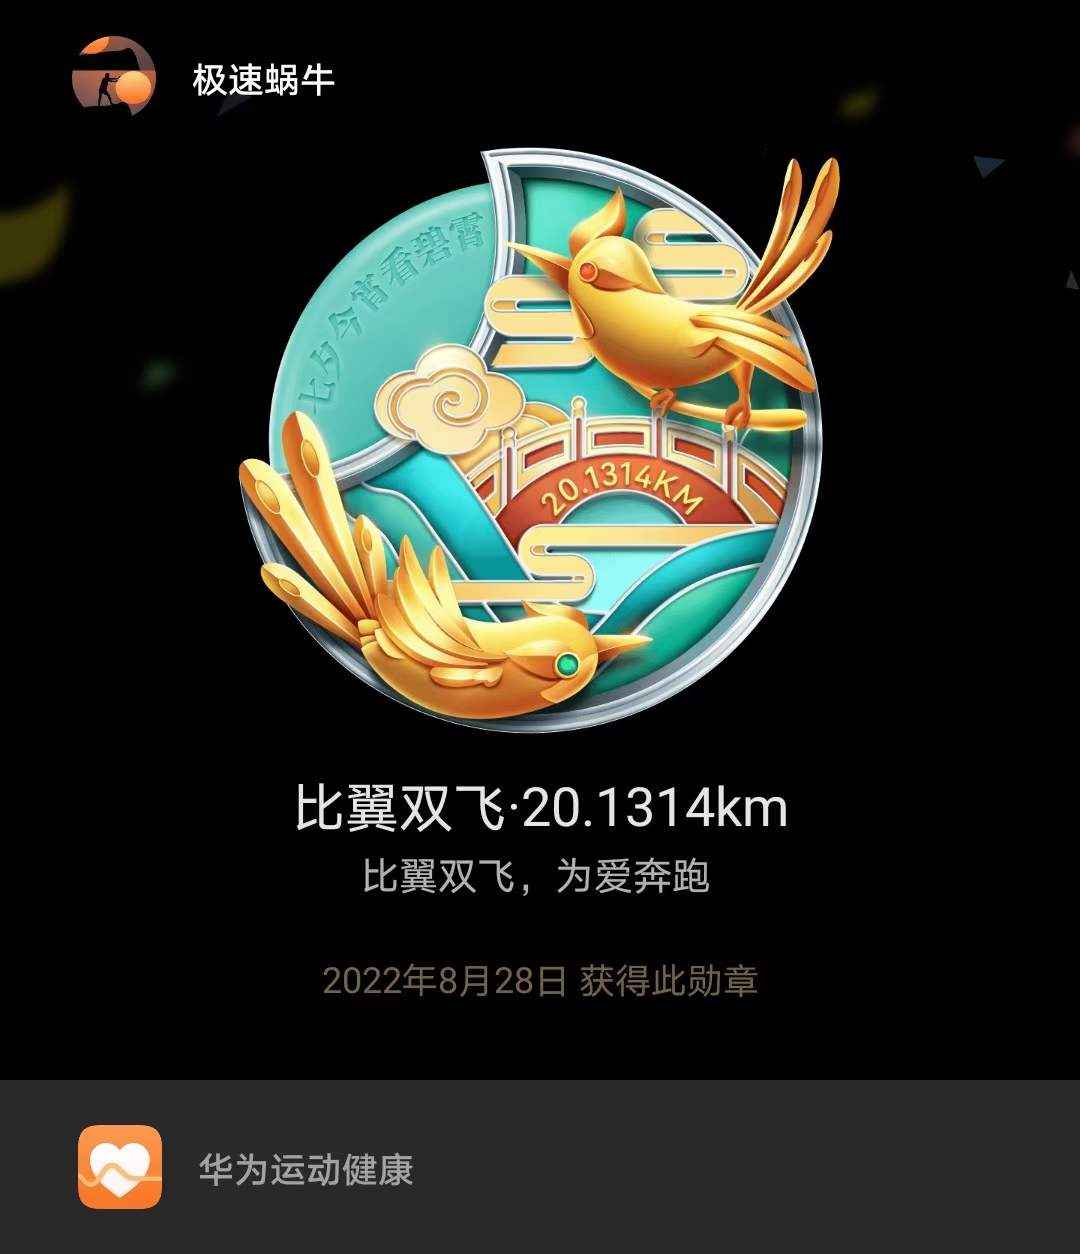 极速蜗牛
七夕今宵看碧霄
20.1314KM
比翼双飞·20.1314km
比翼双飞，为爱奔跑
2022年8月28日 获得此勋章
华为运动健康